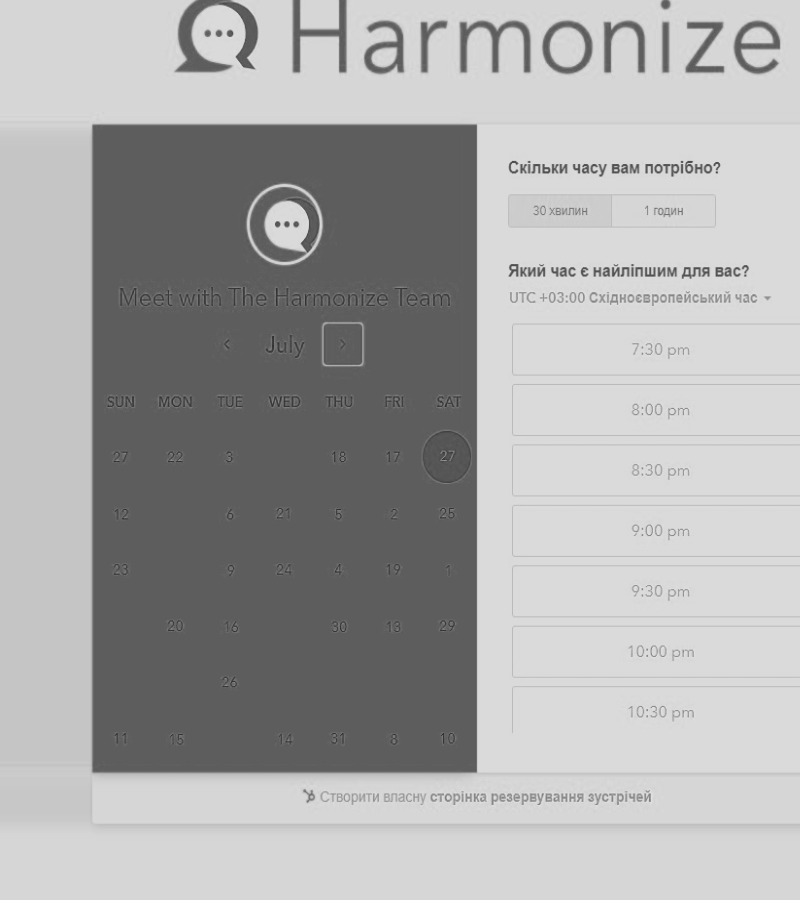 Harmonize
Meet with The Harmonize Team
July
SUN MON TUE WED THU FRI SAT
27 22 3 18 17 27
12 6 21 5 2 25
23 9 24 4 19 1
20 16 30 13 29
26
11 15 14 31 8 10
Скільки часу вам потрібно?
30 хвилин 1 годин
Який час є найліпшим для вас?
UTC +03:00 Східноєвропейський час
7:30 pm
8:00 pm
8:30 pm
9:00 pm
9:30 pm
10:00 pm
10:30 pm
Створити власну сторінка резервування зустрічей